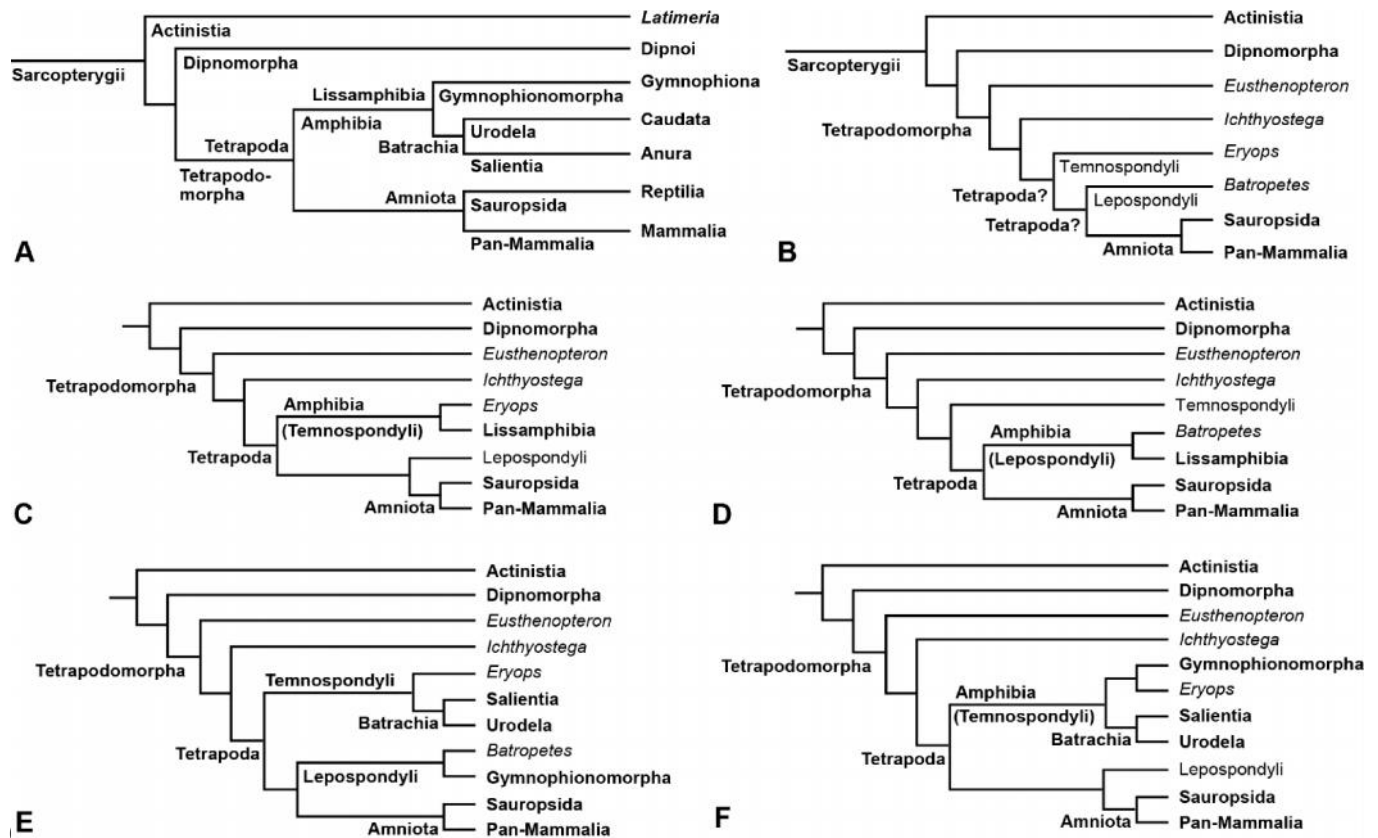 Latimeria
Actinistia
Dipnoi
Sarcopterygii
Dipnomorpha
Gymnophiona
Lissamphibia
Gymnophionomorpha
Amphibia
Caudata
Tetrapoda
Urodela
Batrachia
Anura
Salientia
Tetrapodo-
morpha
Reptilia
Amniota
Sauropsida
Mammalia
Pan-Mammalia
A
Actinistia
Dipnomorpha
Sarcopterygii
Eusthenopteron
Ichthyostega
Tetrapodomorpha
Eryops
Temnospondyli
Batropetes
Tetrapoda?
Lepospondyli
Sauropsida
Tetrapoda?
Amniota
Pan-Mammalia
B
Actinistia
Dipnomorpha
Eusthenopteron
Tetrapodomorpha
Ichthyostega
Amphibia
Eryops
(Temnospondyli)
Lissamphibia
Tetrapoda
Lepospondyli
Sauropsida
Amniota
Pan-Mammalia
C
Actinistia
Dipnomorpha
Eusthenopteron
Tetrapodomorpha
Ichthyostega
Temnospondyli
Amphibia
Batropetes
(Lepospondyli)
Lissamphibia
Tetrapoda
Sauropsida
Amniota
Pan-Mammalia
D
Actinistia
Dipnomorpha
Eusthenopteron
Ichthyostega
Tetrapodomorpha
Eryops
Temnospondyli
Salientia
Batrachia
Urodela
Tetrapoda
Batropetes
Lepospondyli
Gymnophionomorpha
Sauropsida
Amniota
Pan-Mammalia
E
Actinistia
Dipnomorpha
Eusthenopteron
Ichthyostega
Tetrapodomorpha
Gymnophionomorpha
Amphibia
Eryops
(Temnospondyli)
Salientia
Batrachia
Urodela
Tetrapoda
Lepospondyli
Sauropsida
Amniota
Pan-Mammalia
F